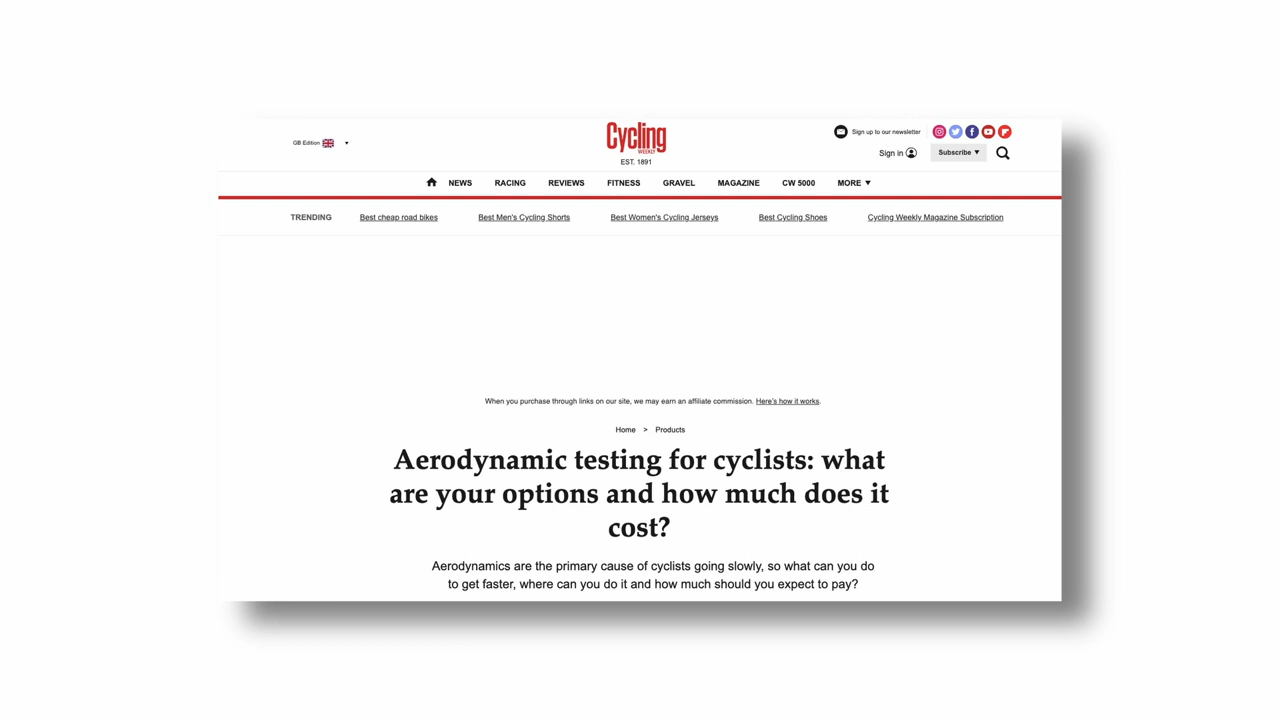 GB Edition
Cycling
WEEKLY
EST. 1891
Sign up to our newsletter
Sign in
Subscribe
NEWS RACING REVIEWS FITNESS GRAVEL MAGAZINE CW 5000 MORE
TRENDING Best cheap road bikes Best Men's Cycling Shorts Best Women's Cycling Jerseys Best Cycling Shoes Cycling Weekly Magazine Subscription
When you purchase through links on our site, we may earn an affiliate commission. Here's how it works.
Home > Products
Aerodynamic testing for cyclists: what
are your options and how much does it
cost?
Aerodynamics are the primary cause of cyclists going slowly, so what can you do
to get faster, where can you do it and how much should you expect to pay?